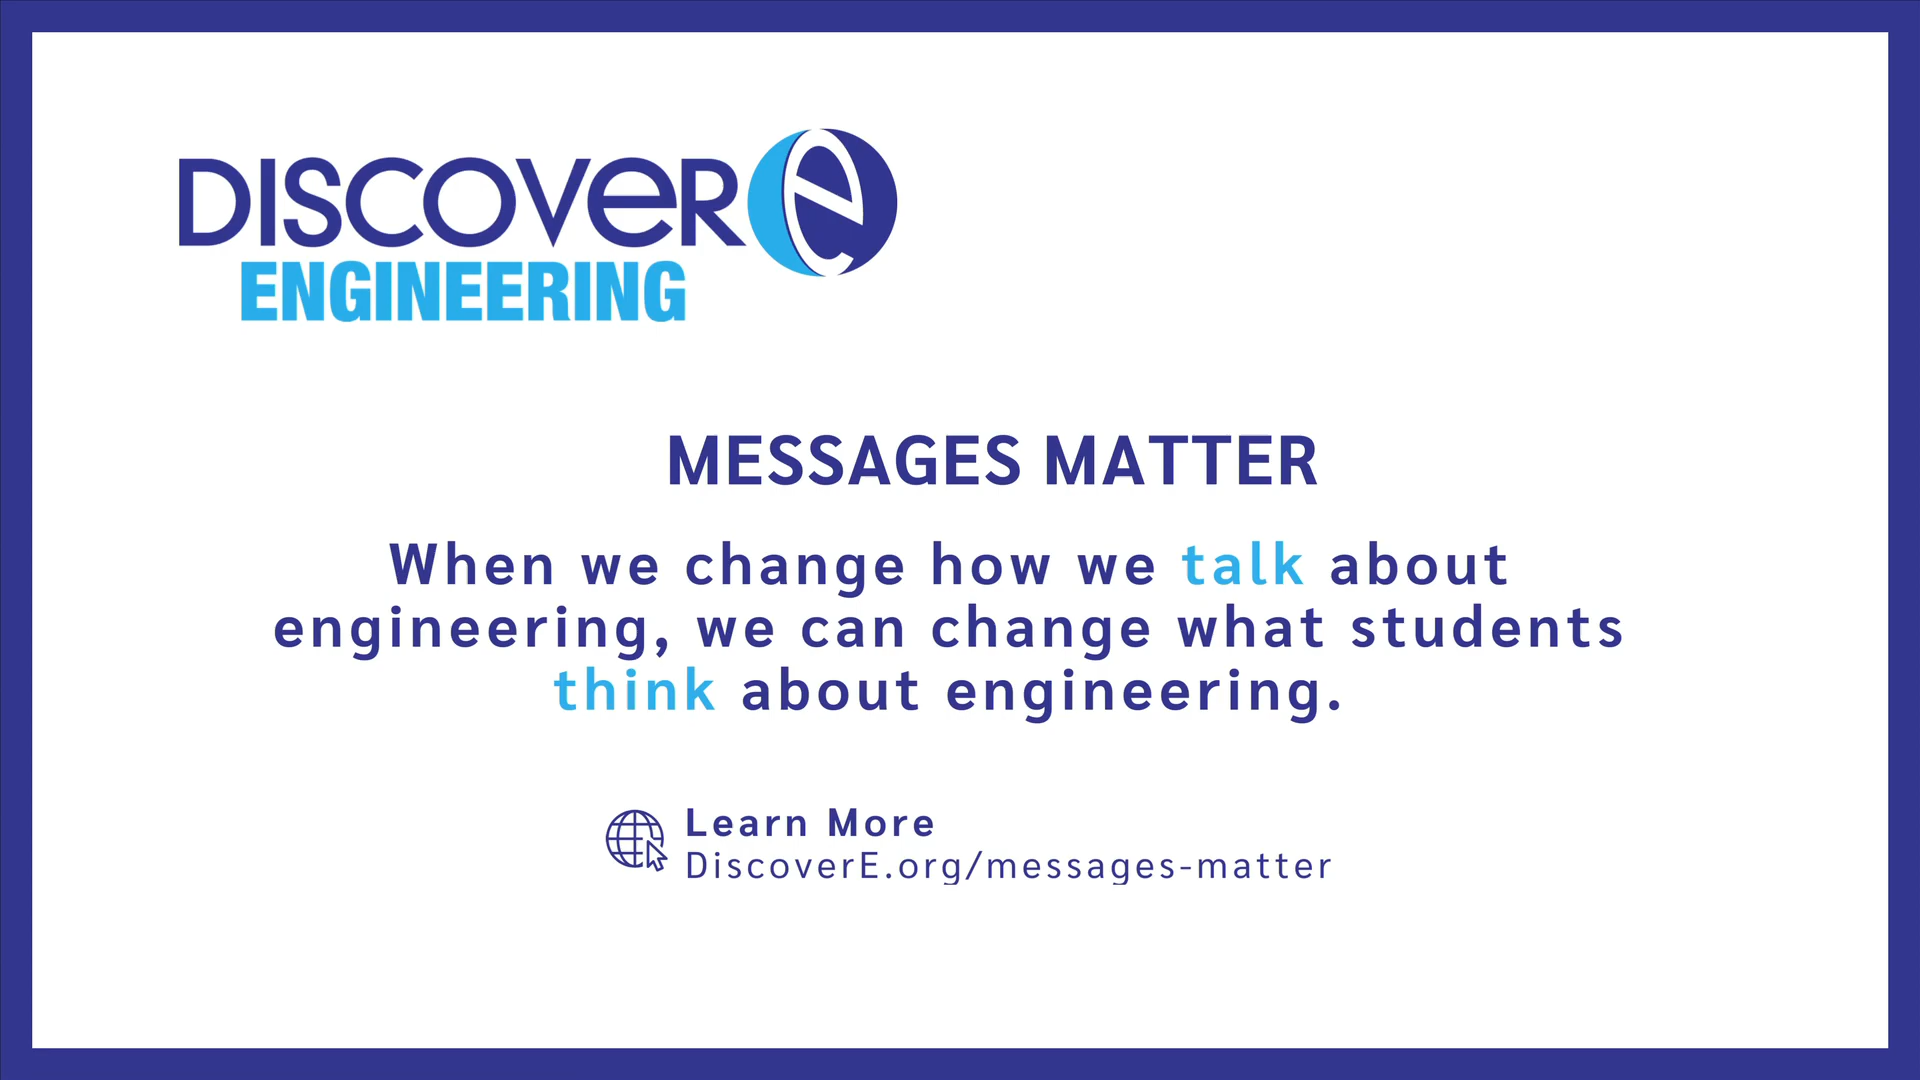 DISCOVER e
ENGINEERING
MESSAGES MATTER
When we change how we talk about
engineering, we can change what students
think about engineering.
Learn More
DiscoverE.org/messages-matter